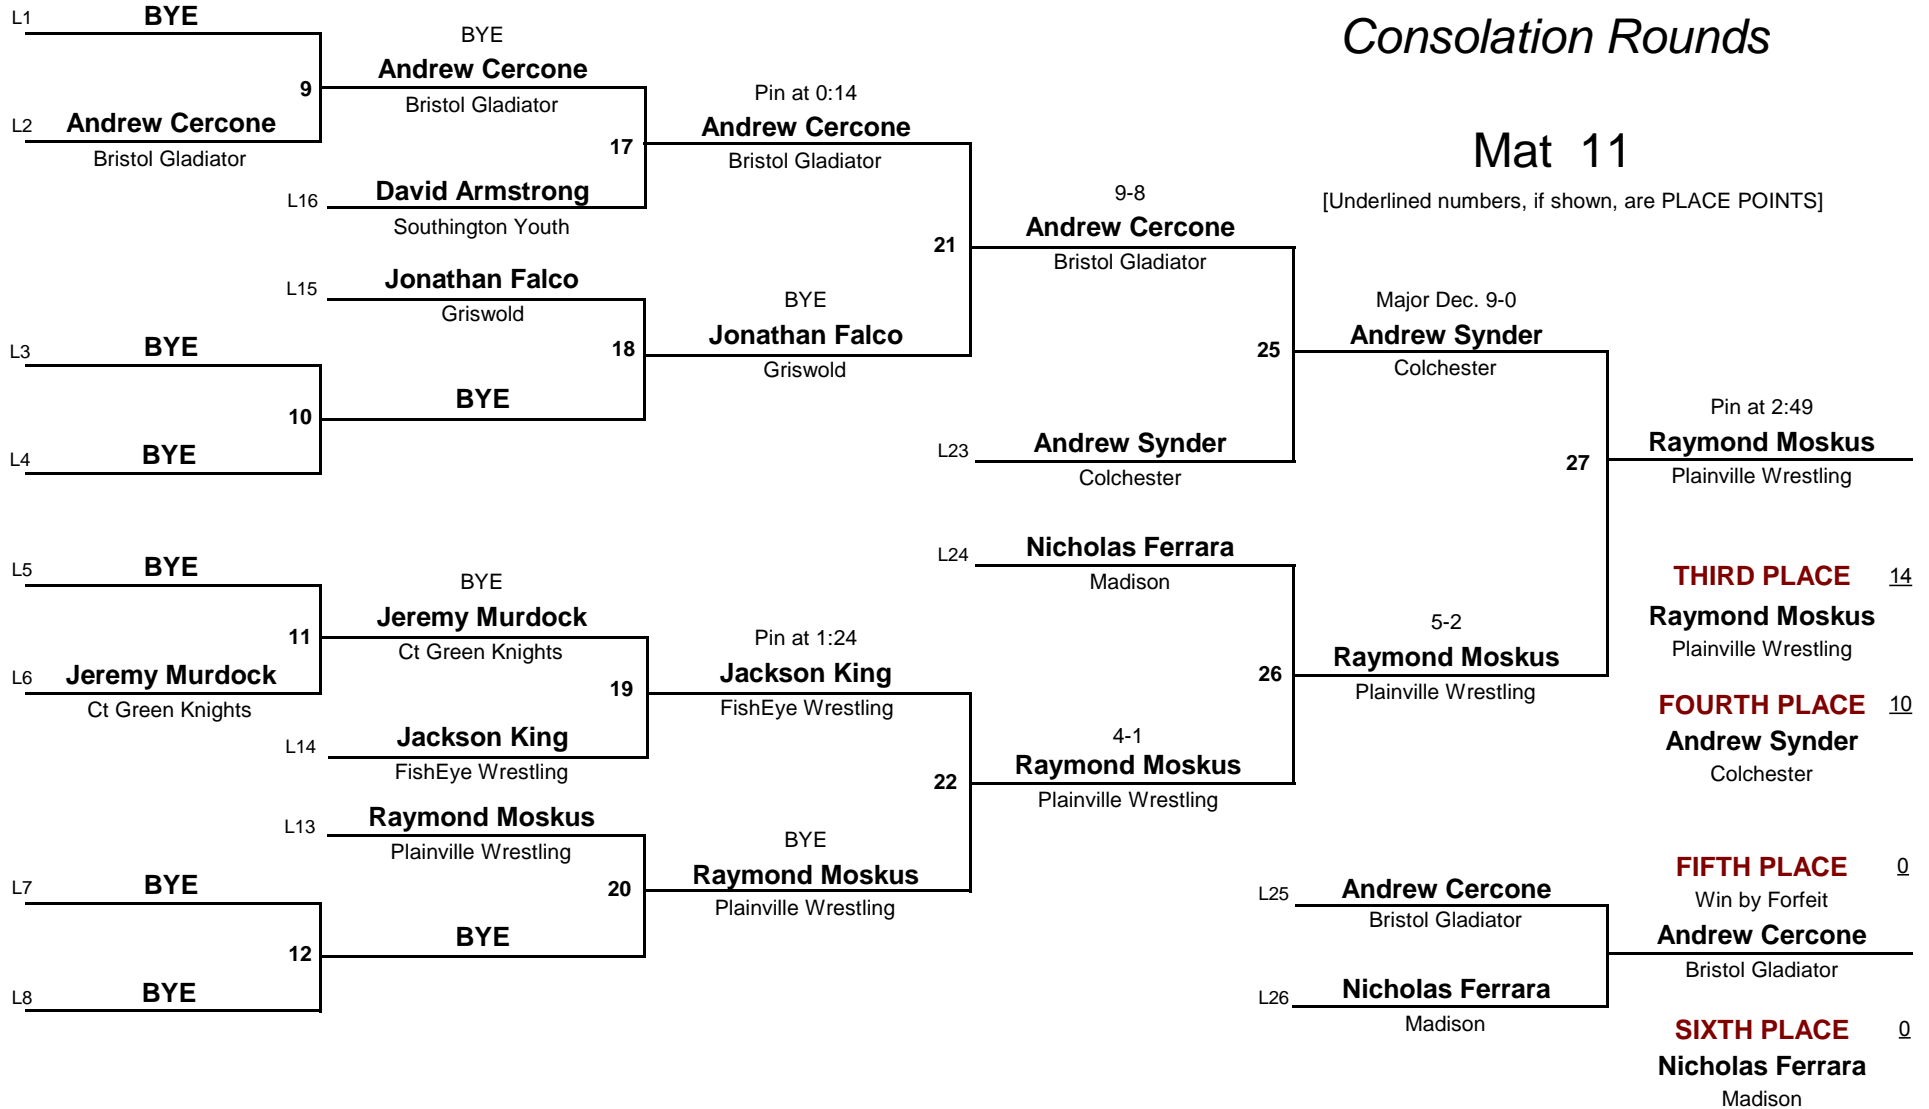 Consolation Rounds
Mat 11
[Underlined numbers, if shown, are PLACE POINTS]
L1 BYE
9
L2 Andrew Cercone
Bristol Gladiator
BYE
Andrew Cercone
Bristol Gladiator
17
L16 David Armstrong
Southington Youth
L15 Jonathan Falco
Griswold
18
L3 BYE
10
BYE
L4 BYE
Pin at 0:14
Andrew Cercone
Bristol Gladiator
21
BYE
Jonathan Falco
Griswold
9-8
Andrew Cercone
Bristol Gladiator
25
L23 Andrew Synder
Colchester
Major Dec. 9-0
Andrew Synder
Colchester
27
Pin at 2:49
Raymond Moskus
Plainville Wrestling
L5 BYE
11
L6 Jeremy Murdock
Ct Green Knights
BYE
Jeremy Murdock
Ct Green Knights
19
L14 Jackson King
FishEye Wrestling
L13 Raymond Moskus
Plainville Wrestling
20
L7 BYE
12
BYE
L8 BYE
Pin at 1:24
Jackson King
FishEye Wrestling
22
BYE
Raymond Moskus
Plainville Wrestling
L24 Nicholas Ferrara
Madison
26
4-1
Raymond Moskus
Plainville Wrestling
5-2
Raymond Moskus
Plainville Wrestling
THIRD PLACE 14
Raymond Moskus
Plainville Wrestling
FOURTH PLACE 10
Andrew Synder
Colchester
L25 Andrew Cercone
Bristol Gladiator
L26 Nicholas Ferrara
Madison
FIFTH PLACE 0
Win by Forfeit
Andrew Cercone
Bristol Gladiator
SIXTH PLACE 0
Nicholas Ferrara
Madison